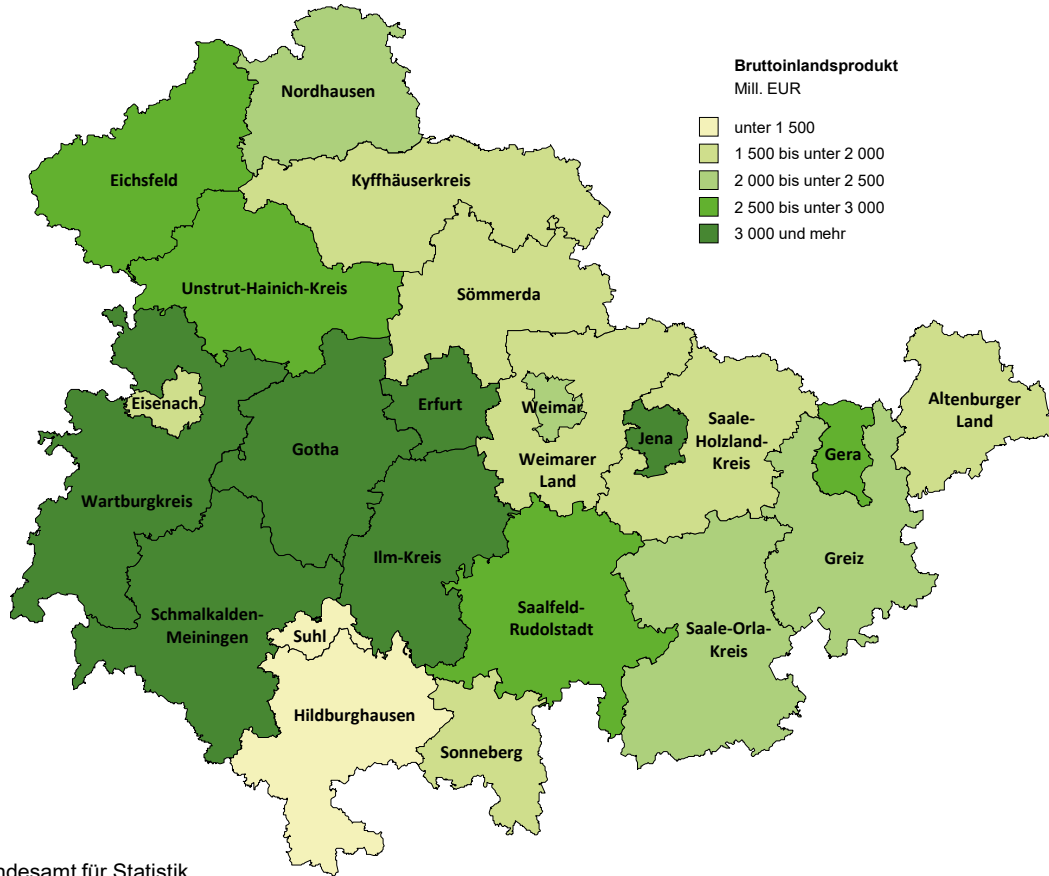 Bruttoinlandsprodukt
Mill. EUR
unter 1 500
1 500 bis unter 2 000
2 000 bis unter 2 500
2 500 bis unter 3 000
3 000 und mehr
Nordhausen
Eichsfeld
Kyffhäuserkreis
Unstrut-Hainich-Kreis
Sömmerda
Eisenach
Erfurt
Weimar
Altenburger
Land
Gotha
Jena
Saale-
Holzland-
Kreis
Gera
Weimarer
Land
Wartburgkreis
Ilm-Kreis
Greiz
Schmalkalden-
Meiningen
Suhl
Saalfeld-
Rudolstadt
Saale-Orla-
Kreis
Hildburghausen
Sonneberg
ndesamt für Statistik